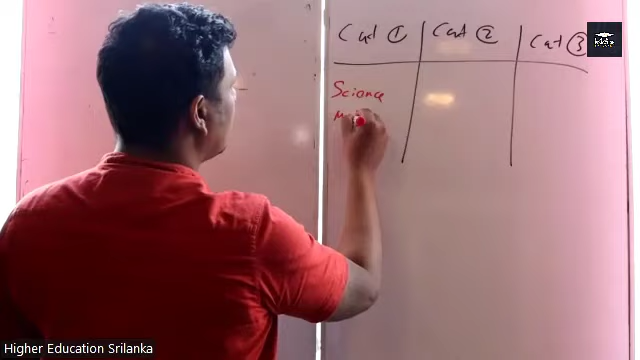 Cat ① Cat ② Cat ③
Science
Higher Education Srilanka